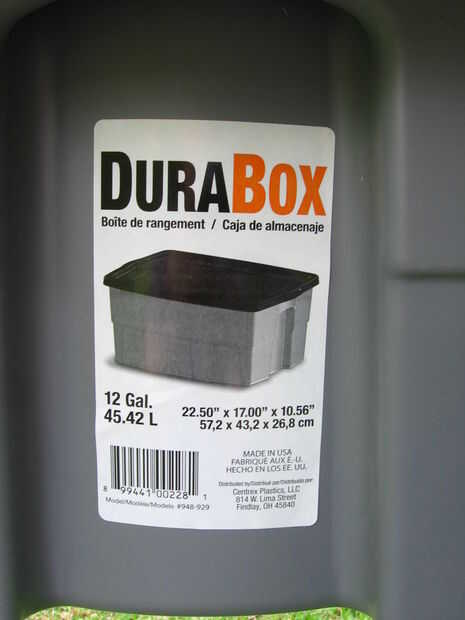 DURABOX
Boîte de rangement / Caja de almacenaje
12 Gal.
45.42 L
22.50" x 17.00" x 10.56"
57,2 x 43,2 x 26,8 cm
MADE IN USA
FABRIQUÉ AUX É.-U.
HECHO EN LOS EE. UU.
Distributed by/Distribué par/Distribuido por:
Centrex Plastics, LLC
814 W. Lima Street
Findlay, OH 45840
8 99441 00228 1
Model/Modèle/Modelo #948-929